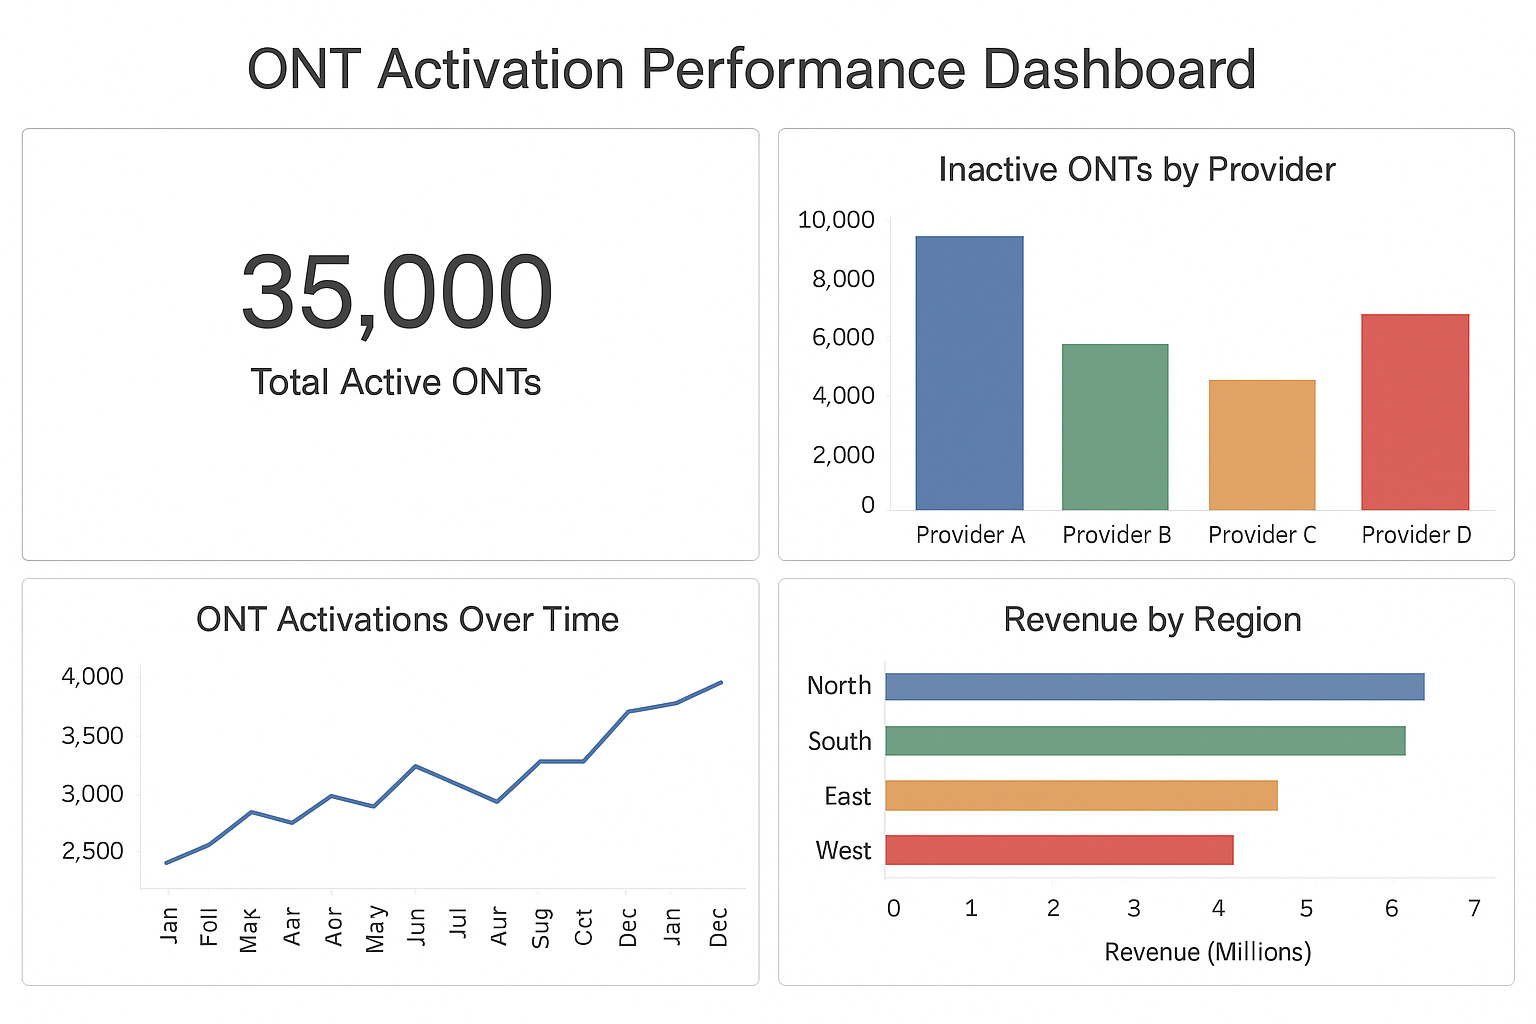 ONT Activation Performance Dashboard
35,000
Total Active ONTs
Inactive ONTs by Provider
10,000
8,000
6,000
4,000
2,000
0
Provider A
Provider B
Provider C
Provider D
ONT Activations Over Time
4,000
3,500
3,000
2,500
Jan
Foll
Maĸ
Aar
Aor
May
Jun
Jul
Aur
Sug
Cct
Dec
Jan
Dec
Revenue by Region
North
South
East
West
0 1 2 3 4 5 6 7
Revenue (Millions)